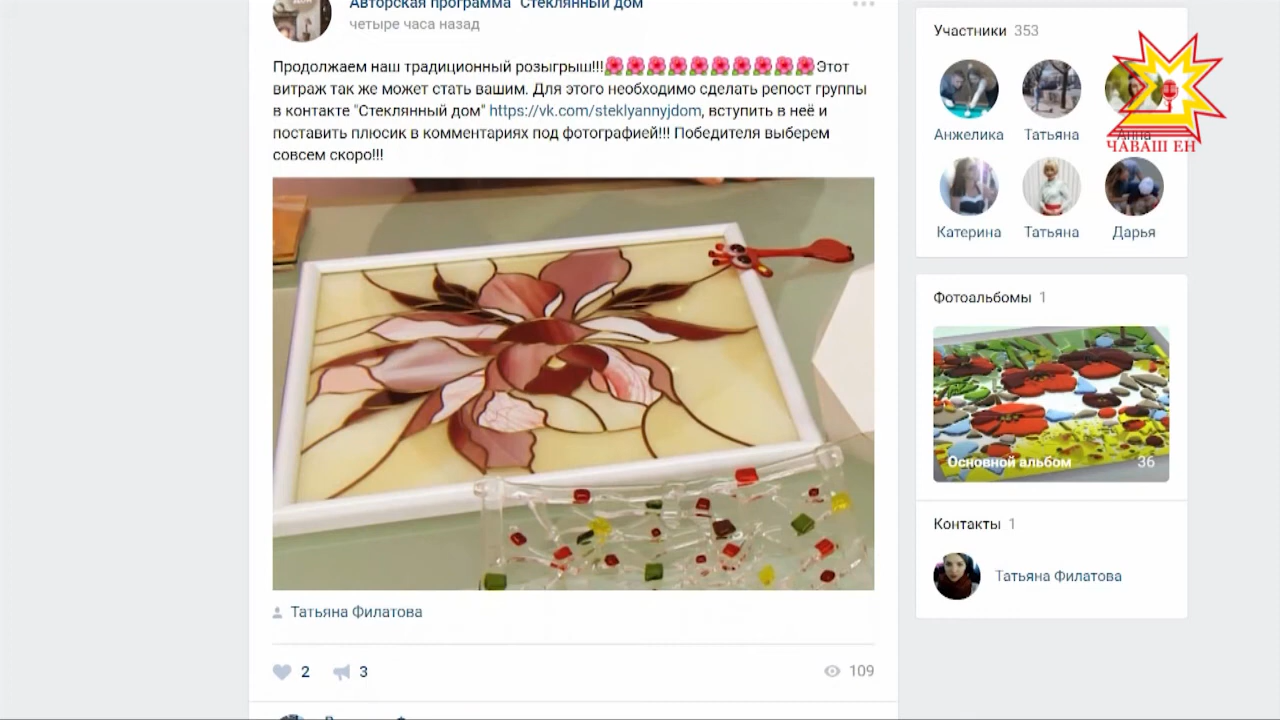 Авторская программа "Стеклянный дом"
четыре часа назад
Продолжаем наш традиционный розыгрыш!!!🌺🌺🌺🌺🌺🌺🌺🌺🌺🌺Этот
витраж так же может стать вашим. Для этого необходимо сделать репост группы
в контакте "Стеклянный дом" https://vk.com/steklyannyjdom, вступить в неё и
поставить плюсик в комментариях под фотографией!!! Победителя выберем
совсем скоро!!!
Татьяна Филатова
2 3 109
Участники 353
Анжелика Татьяна Анна
ЧАВАШ ЕН
Катерина Татьяна Дарья
Фотоальбомы 1
Основной альбом 36
Контакты 1
Татьяна Филатова